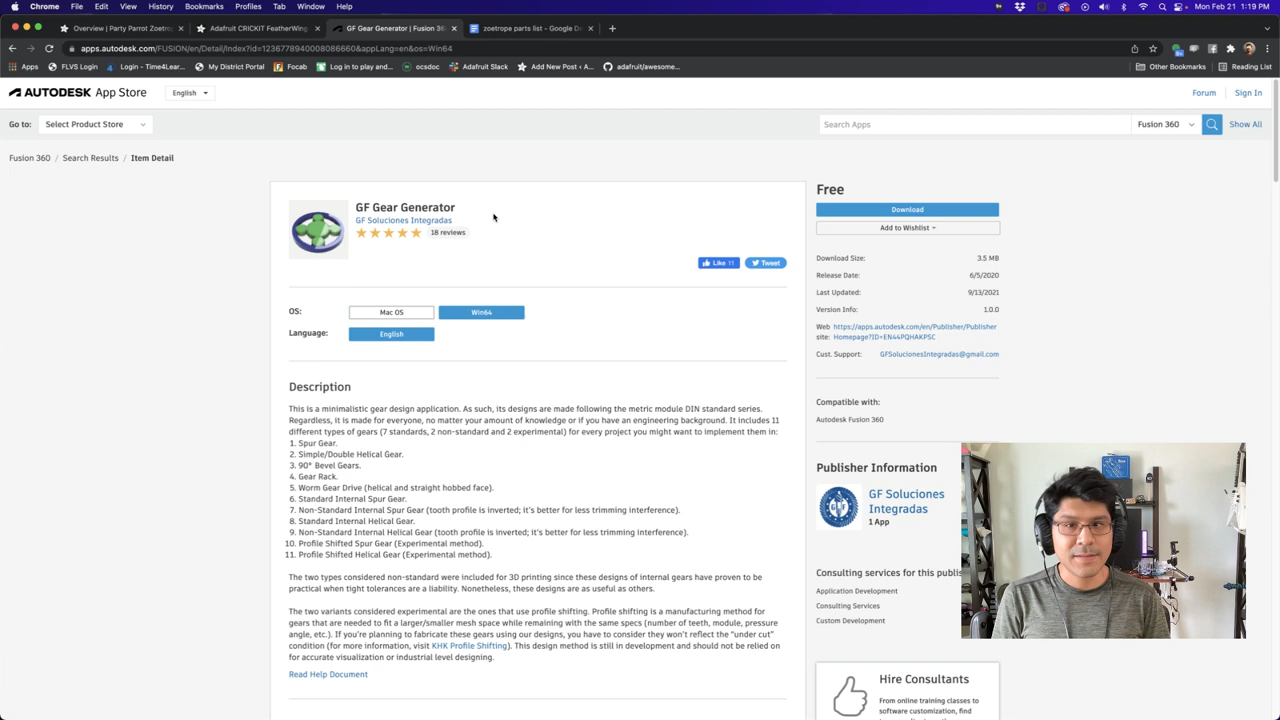 Chrome File Edit View History Bookmarks Profiles Tab Window Help Mon Feb 21 1:19 PM
Overview | Party Parrot Zoetro Adafruit CRICKIT FeatherWing GF Gear Generator | Fusion 36 zoetrope parts list - Google Do
apps.autodesk.com/FUSION/en/Detail/Index?id=1236778940008086660&appLang=en&os=Win64
Apps FLVS Login Login - Time4Lear... My District Portal Focab Log in to play and... ocsdoc Adafruit Slack Add New Post ‹ A... adafruit/awesome... Other Bookmarks Reading List
AUTODESK App Store English Forum Sign In
Go to: Select Product Store Search Apps Fusion 360 Show All
Fusion 360 / Search Results / Item Detail
GF Gear Generator
GF Soluciones Integradas
18 reviews
Like 11 Tweet
OS: Mac OS Win64
Language: English
Description
This is a minimalistic gear design application. As such, its designs are made following the metric module DIN standard series.
Regardless, it is made for everyone, no matter your amount of knowledge or if you have an engineering background. It includes 11
different types of gears (7 standards, 2 non-standard and 2 experimental) for every project you might want to implement them in:
1. Spur Gear.
2. Simple/Double Helical Gear.
3. 90° Bevel Gears.
4. Gear Rack.
5. Worm Gear Drive (helical and straight hobbed face).
6. Standard Internal Spur Gear.
7. Non-Standard Internal Spur Gear (tooth profile is inverted; it's better for less trimming interference).
8. Standard Internal Helical Gear.
9. Non-Standard Internal Helical Gear (tooth profile is inverted; it's better for less trimming interference).
10. Profile Shifted Spur Gear (Experimental method).
11. Profile Shifted Helical Gear (Experimental method).
The two types considered non-standard were included for 3D printing since these designs of internal gears have proven to be
practical when tight tolerances are a liability. Nonetheless, these designs are as useful as others.
The two variants considered experimental are the ones that use profile shifting. Profile shifting is a manufacturing method for
gears that are needed to fit a larger/smaller mesh space while remaining with the same specs (number of teeth, module, pressure
angle, etc.). If you're planning to fabricate these gears using our designs, you have to consider they won't reflect the "under cut"
condition (for more information, visit KHK Profile Shifting). This design method is still in development and should not be relied on
for accurate visualization or industrial level designing.
Read Help Document
Free
Download
Add to Wishlist
Download Size: 3.5 MB
Release Date: 6/5/2020
Last Updated: 9/13/2021
Version Info: 1.0.0
Web https://apps.autodesk.com/en/Publisher/Publisher
site: Homepage?ID=EN44PQHAKPSC
Cust. Support: GFSolucionesIntegradas@gmail.com
Compatible with:
Autodesk Fusion 360
Publisher Information
GF Soluciones
Integradas
1 App
Consulting services for this publis
Application Development
Consulting Services
Custom Development
Hire Consultants
From online training classes to
software customization, find